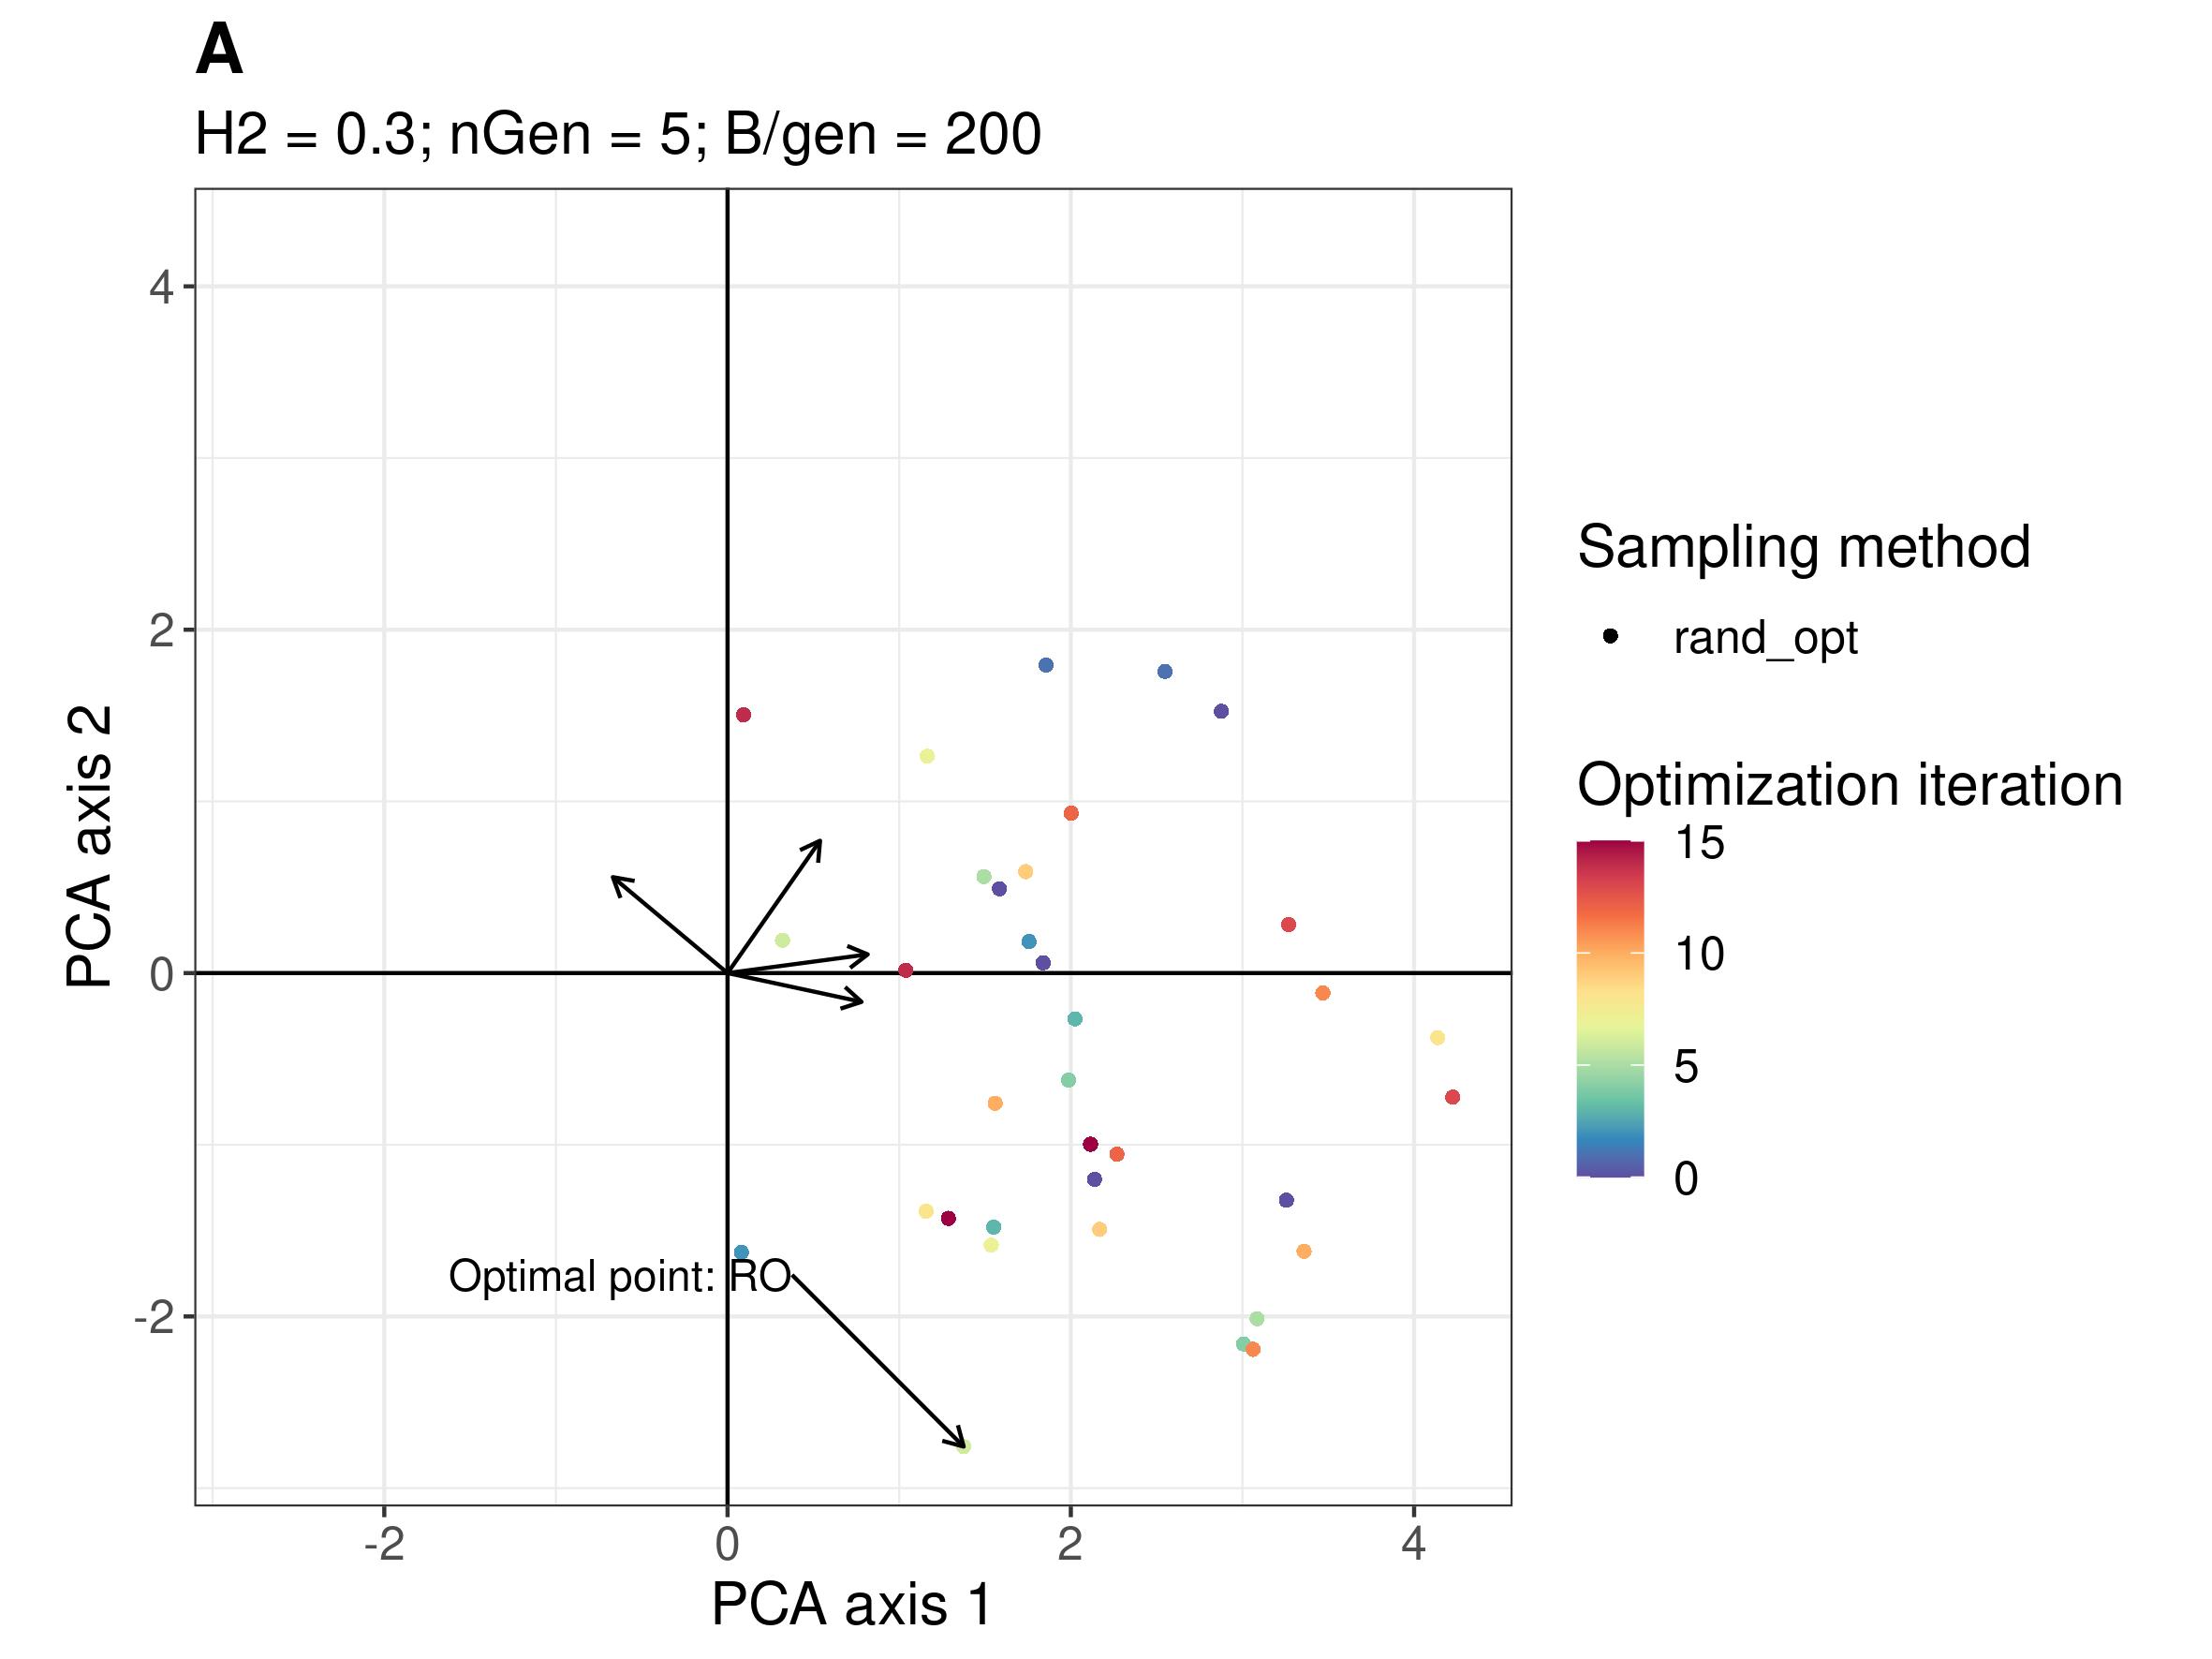 A
H2 = 0.3; nGen = 5; B/gen = 200
4
2
0
-2
PCA axis 2
Optimal point: RO
-2
0
2
4
PCA axis 1
Sampling method
rand_opt
Optimization iteration
15
10
5
0